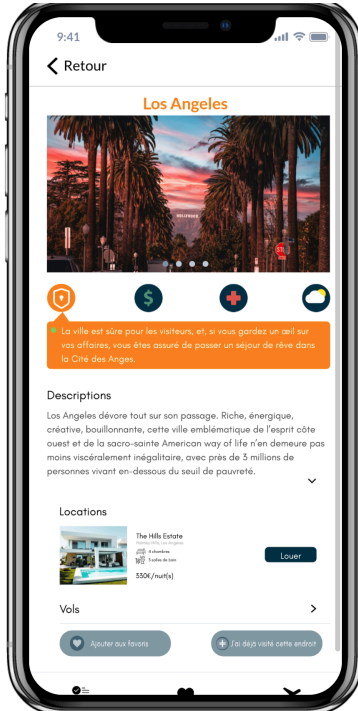 9:41
Retour
Los Angeles
HOLLYWOOD
La ville est sûre pour les visiteurs, et, si vous gardez un œil sur
vos affaires, vous êtes assuré de passer un séjour de rêve dans
la Cité des Anges.
Descriptions
Los Angeles dévore tout sur son passage. Riche, énergique,
créative, bouillonnante, cette ville emblématique de l'esprit côte
ouest et de la sacro-sainte American way of life n'en demeure pas
moins viscéralement inégalitaire, avec près de 3 millions de
personnes vivant en-dessous du seuil de pauvreté.
Locations
The Hills Estate
Holmby Hills, Los Angeles
4 chambres
5 salles de bain
330€/nuit(s)
Louer
Vols
Ajouter aux favoris
J'ai déjà visité cette endroit